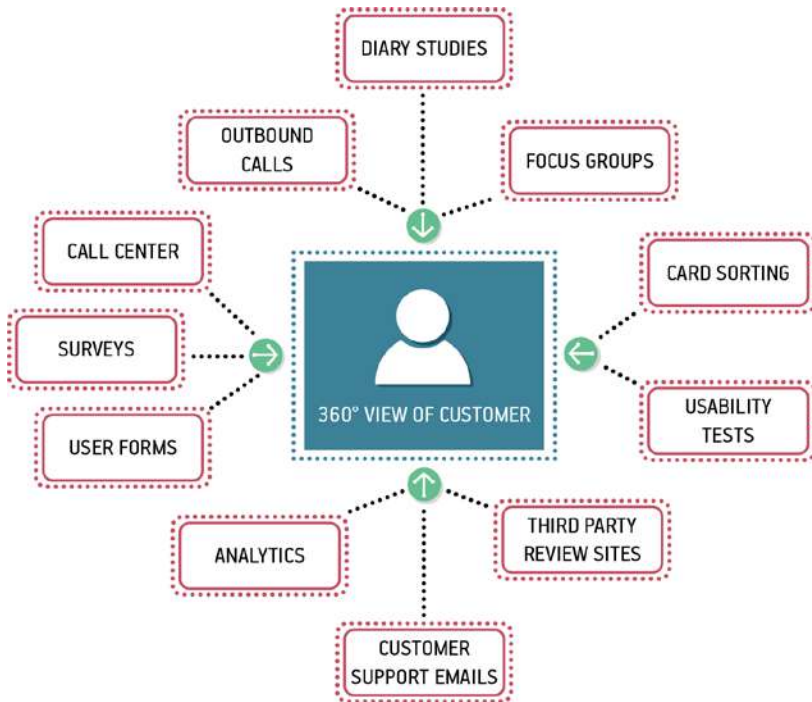 DIARY STUDIES
OUTBOUND
CALLS
FOCUS GROUPS
CALL CENTER
CARD SORTING
SURVEYS
360° VIEW OF CUSTOMER
USABILITY
TESTS
USER FORMS
ANALYTICS
THIRD PARTY
REVIEW SITES
CUSTOMER
SUPPORT EMAILS